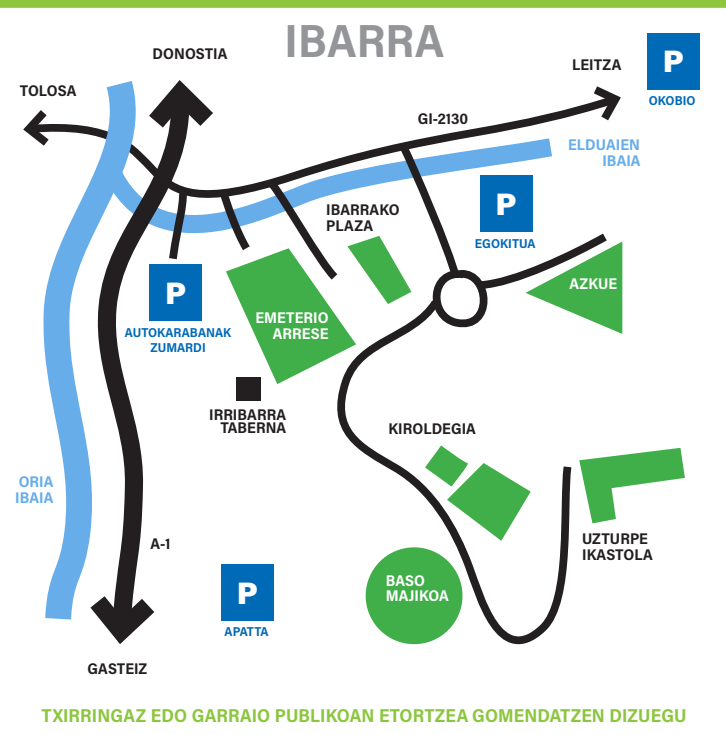 IBARRA
DONOSTIA
LEITZA
P
OKOBIO
TOLOSA
GI-2130
ELDUAIEN
IBAIA
P
EGOKITUA
IBARRAKO
PLAZA
P
AUTOKARABANAK
ZUMARDI
EMETERIO
ARRESE
AZKUE
IRRIBARRA
TABERNA
KIROLDEGIA
ORIA
IBAIA
A-1
UZTURPE
IKASTOLA
P
APATTA
BASO
MAJIKOA
GASTEIZ
TXIRRINGAZ EDO GARRAIO PUBLIKOAN ETORTZEA GOMENDATZEN DIZUEGU